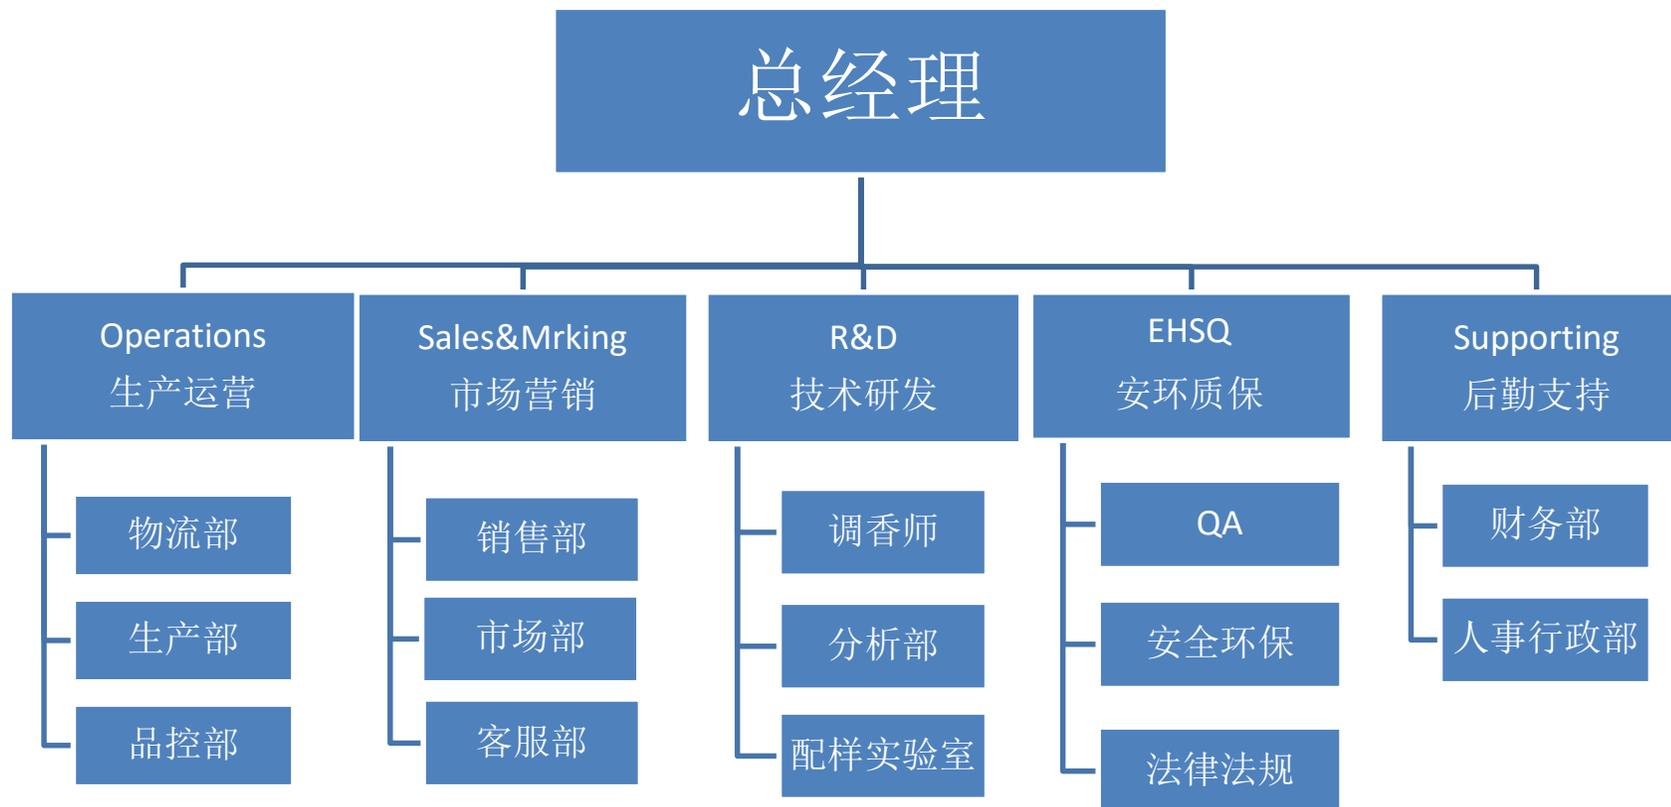 总经理
Operations
生产运营
Sales&Mrking
市场营销
R&D
技术研发
EHSQ
安环质保
Supporting
后勤支持
物流部
生产部
品控部
销售部
市场部
客服部
调香师
分析部
配样实验室
QA
安全环保
法律法规
财务部
人事行政部